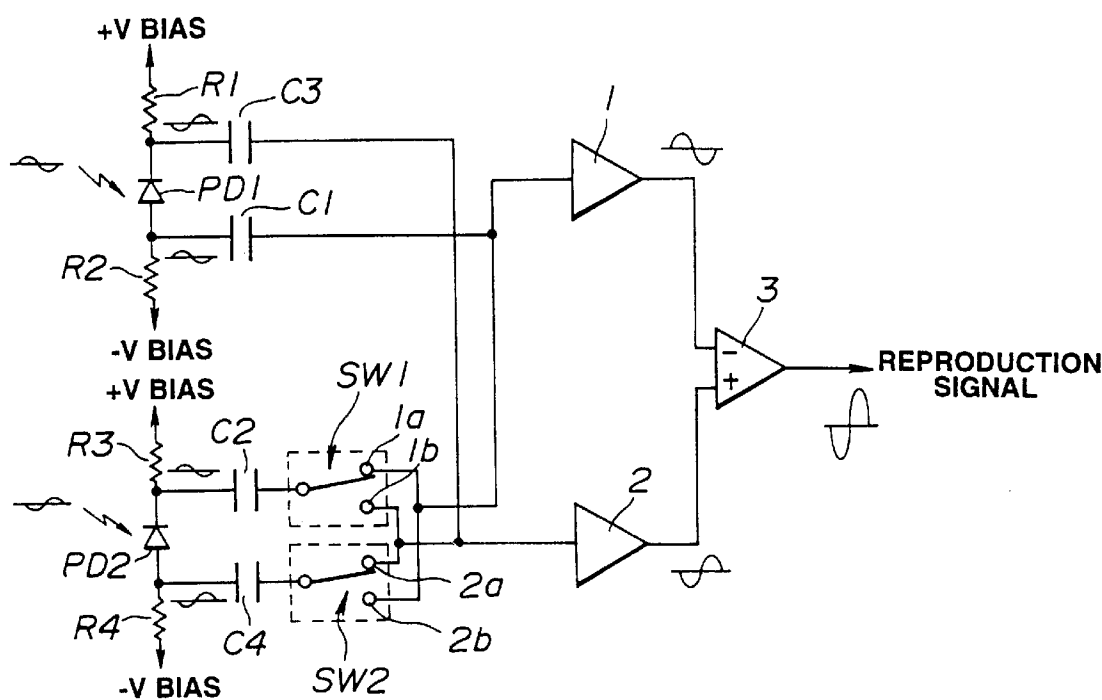 +V BIAS
R1
C3
1
PD1
C1
R2
3
-V BIAS
+V BIAS
SW1
REPRODUCTION
SIGNAL
−
+
1a
C2
1b
R3
2
PD2
2a
R4
C4
2b
SW2
-V BIAS